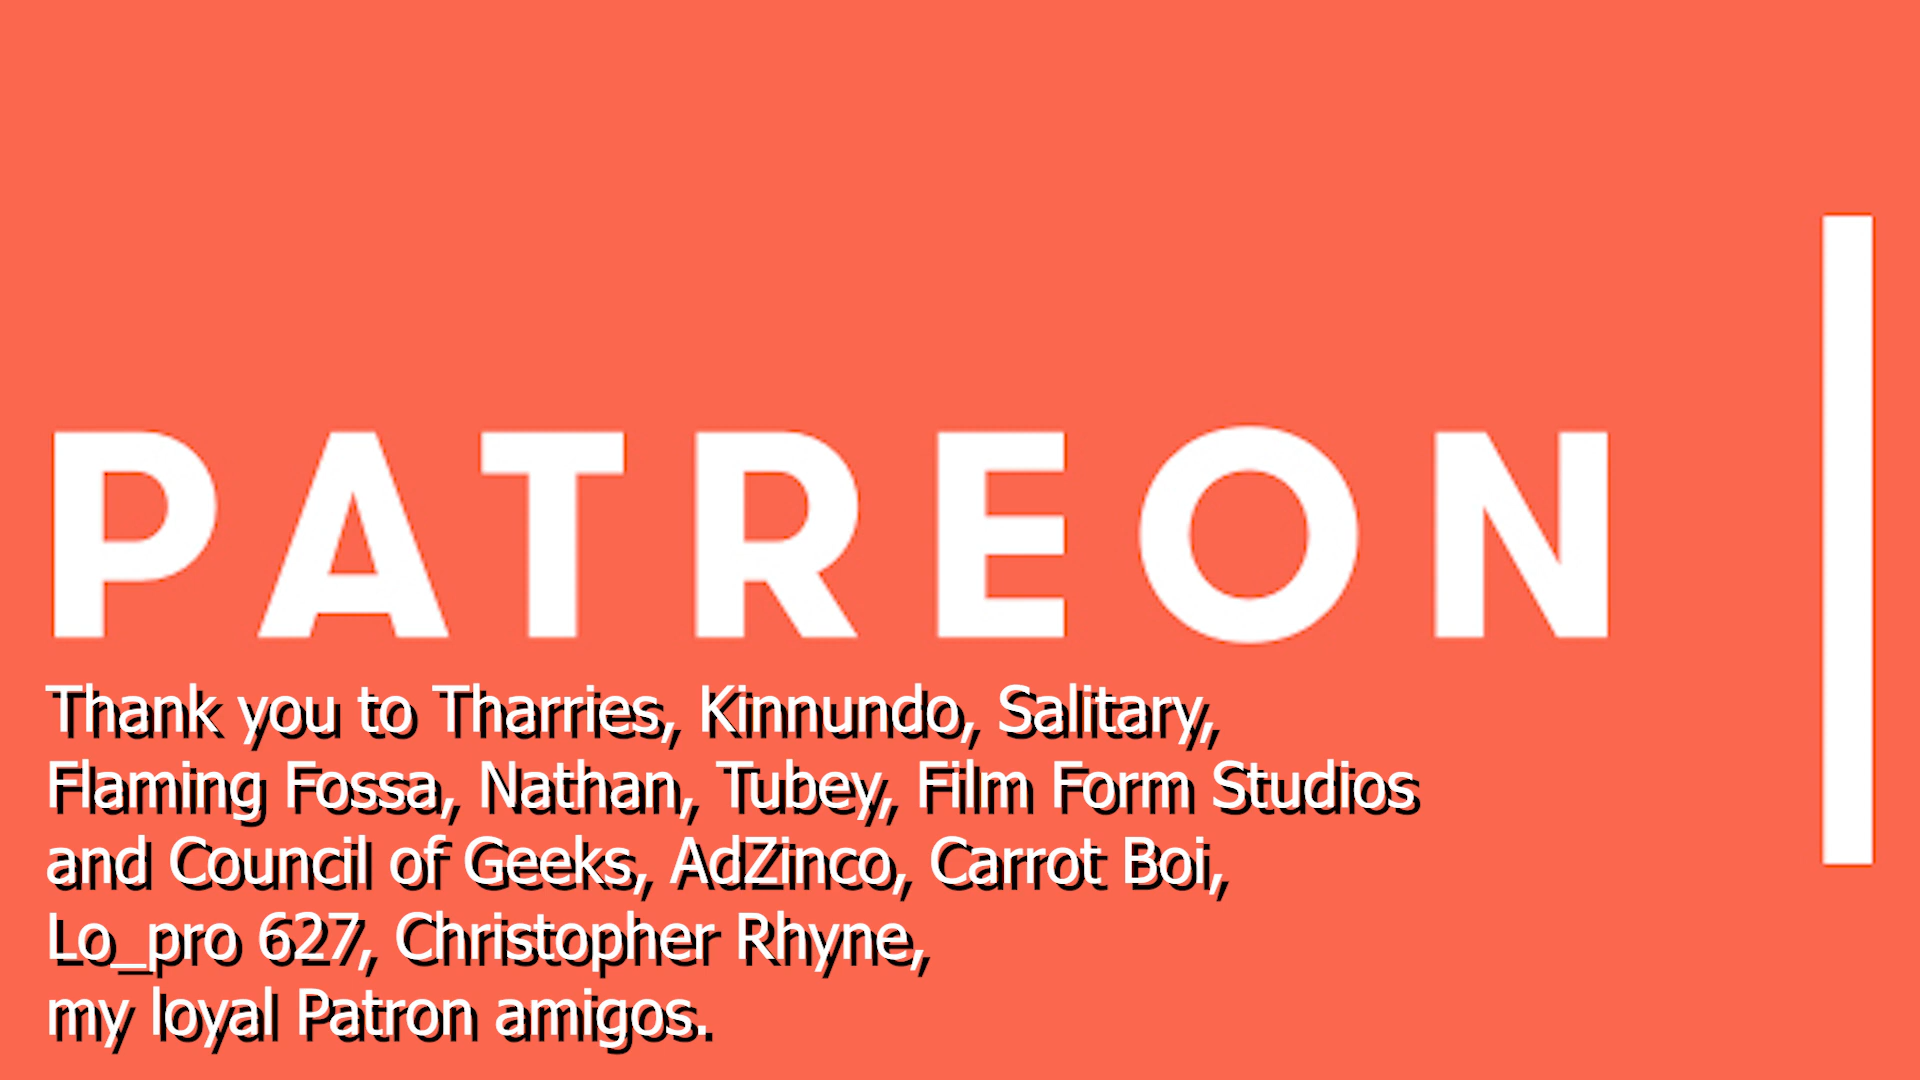 PATREON
Thank you to Tharries, Kinnundo, Salitary,
Flaming Fossa, Nathan, Tubey, Film Form Studios
and Council of Geeks, AdZinco, Carrot Boi,
Lo_pro 627, Christopher Rhyne,
my loyal Patron amigos.